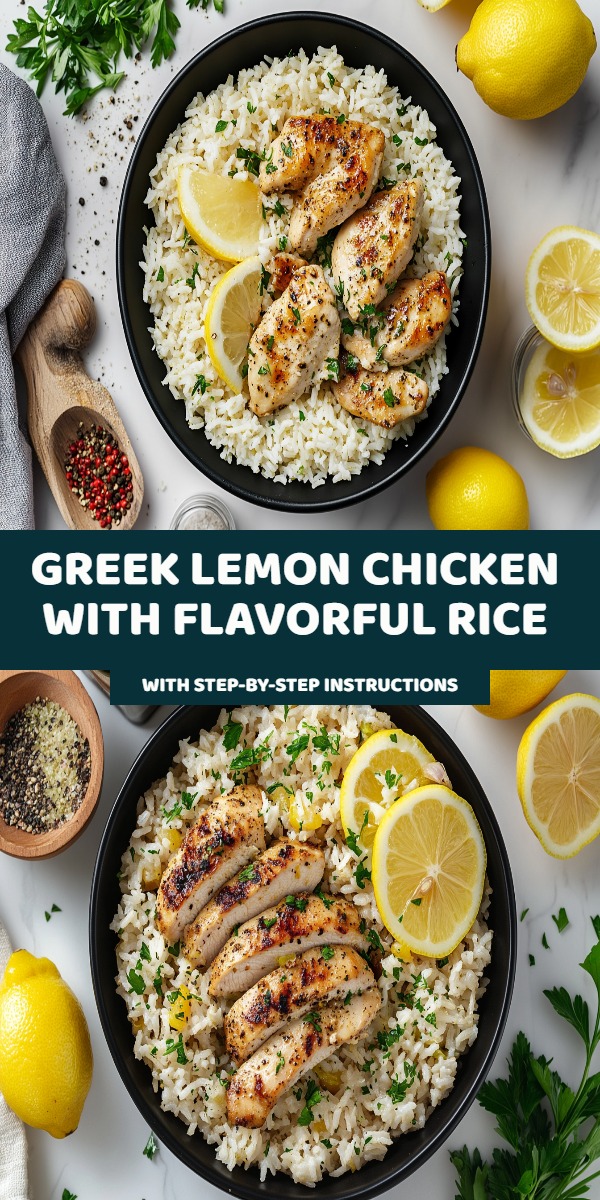 GREEK LEMON CHICKEN
WITH FLAVORFUL RICE
WITH STEP-BY-STEP INSTRUCTIONS